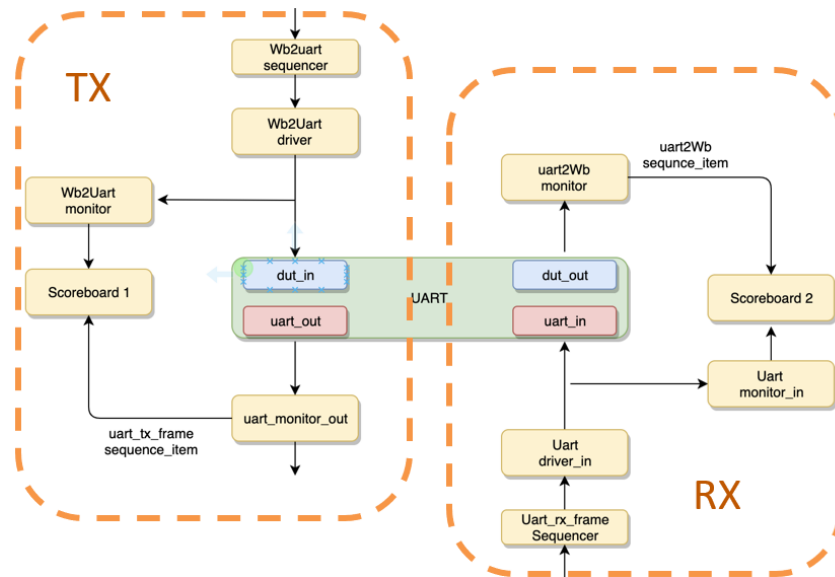 TX
Wb2uart
sequencer
Wb2Uart
driver
Wb2Uart
monitor
Scoreboard 1
dut_in
uart_out
UART
uart_monitor_out
uart_tx_frame
sequence_item
uart2Wb
monitor
uart2Wb
sequnce_item
dut_out
uart_in
Scoreboard 2
Uart
monitor_in
Uart
driver_in
Uart_rx_frame
Sequencer
RX